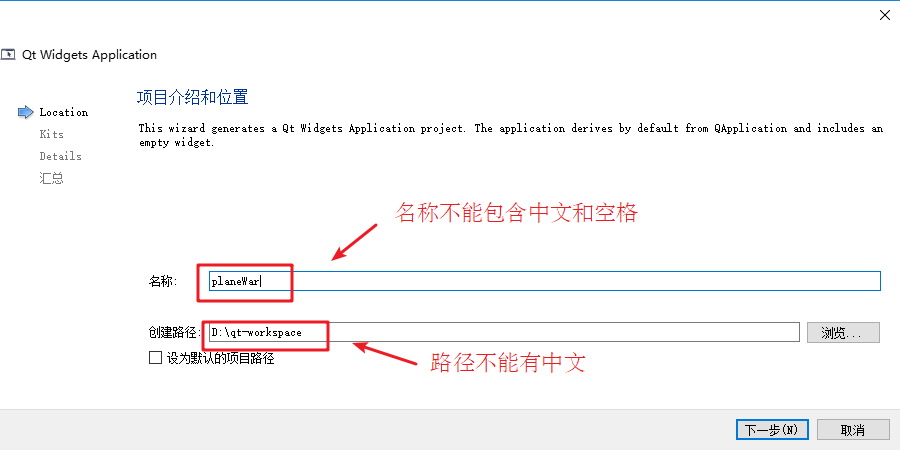 Qt Widgets Application
项目介绍和位置
Location
This wizard generates a Qt Widgets Application project. The application derives by default from QApplication and includes an
empty widget.
Kits
Details
汇总
名称不能包含中文和空格
名称:
planeWar
创建路径:
D:\qt-workspace
浏览...
设为默认的项目路径
路径不能有中文
下一步(N)
取消